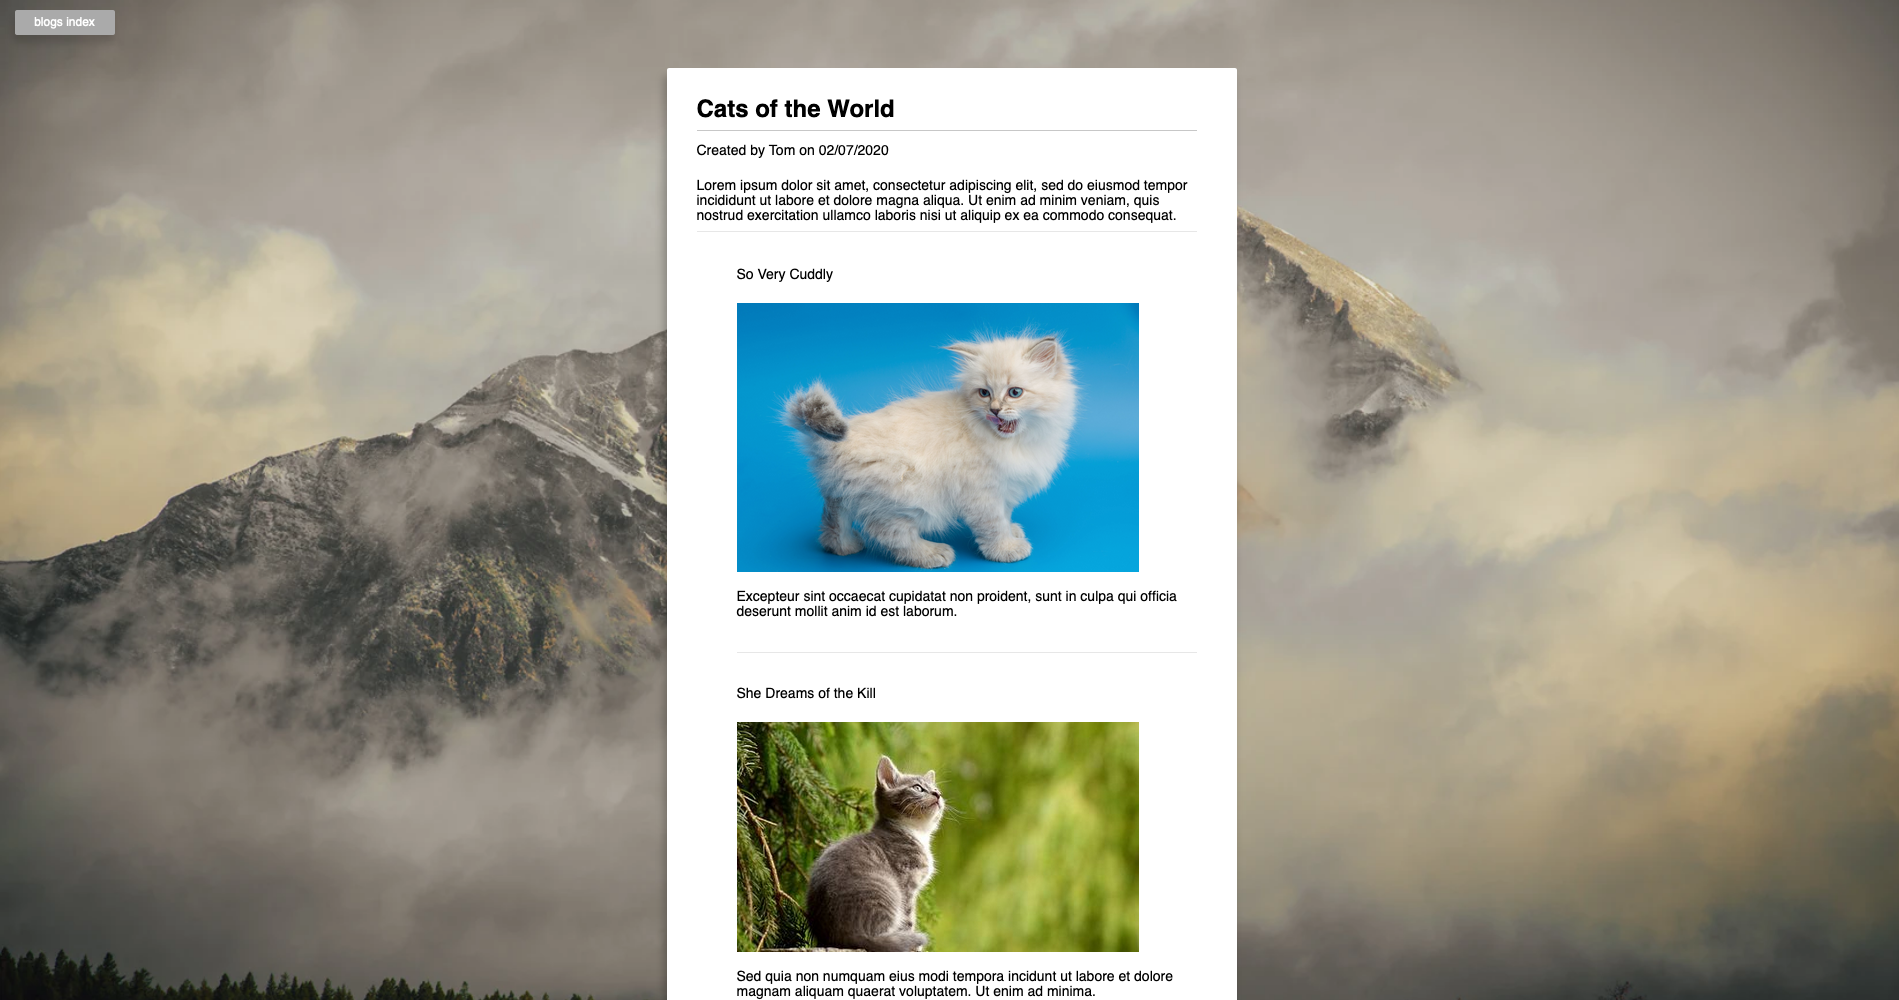 blogs index
Cats of the World
Created by Tom on 02/07/2020
Lorem ipsum dolor sit amet, consectetur adipiscing elit, sed do eiusmod tempor
incididunt ut labore et dolore magna aliqua. Ut enim ad minim veniam, quis
nostrud exercitation ullamco laboris nisi ut aliquip ex ea commodo consequat.
So Very Cuddly
Excepteur sint occaecat cupidatat non proident, sunt in culpa qui officia
deserunt mollit anim id est laborum.
She Dreams of the Kill
Sed quia non numquam eius modi tempora incidunt ut labore et dolore
magnam aliquam quaerat voluptatem. Ut enim ad minima.